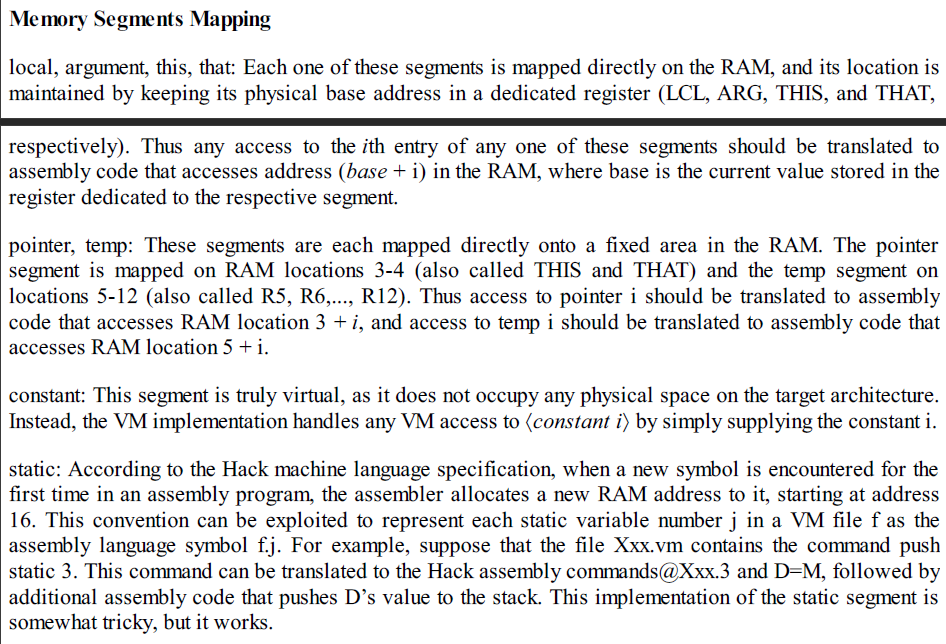 Memory Segments Mapping
local, argument, this, that: Each one of these segments is mapped directly on the RAM, and its location is
maintained by keeping its physical base address in a dedicated register (LCL, ARG, THIS, and THAT,
respectively). Thus any access to the ith entry of any one of these segments should be translated to
assembly code that accesses address (base + i) in the RAM, where base is the current value stored in the
register dedicated to the respective segment.
pointer, temp: These segments are each mapped directly onto a fixed area in the RAM. The pointer
segment is mapped on RAM locations 3-4 (also called THIS and THAT) and the temp segment on
locations 5-12 (also called R5, R6,..., R12). Thus access to pointer i should be translated to assembly
code that accesses RAM location 3 + i, and access to temp i should be translated to assembly code that
accesses RAM location 5 + i.
constant: This segment is truly virtual, as it does not occupy any physical space on the target architecture.
Instead, the VM implementation handles any VM access to ⟨constant i⟩ by simply supplying the constant i.
static: According to the Hack machine language specification, when a new symbol is encountered for the
first time in an assembly program, the assembler allocates a new RAM address to it, starting at address
16. This convention can be exploited to represent each static variable number j in a VM file f as the
assembly language symbol f.j. For example, suppose that the file Xxx.vm contains the command push
static 3. This command can be translated to the Hack assembly commands@Xxx.3 and D=M, followed by
additional assembly code that pushes D’s value to the stack. This implementation of the static segment is
somewhat tricky, but it works.